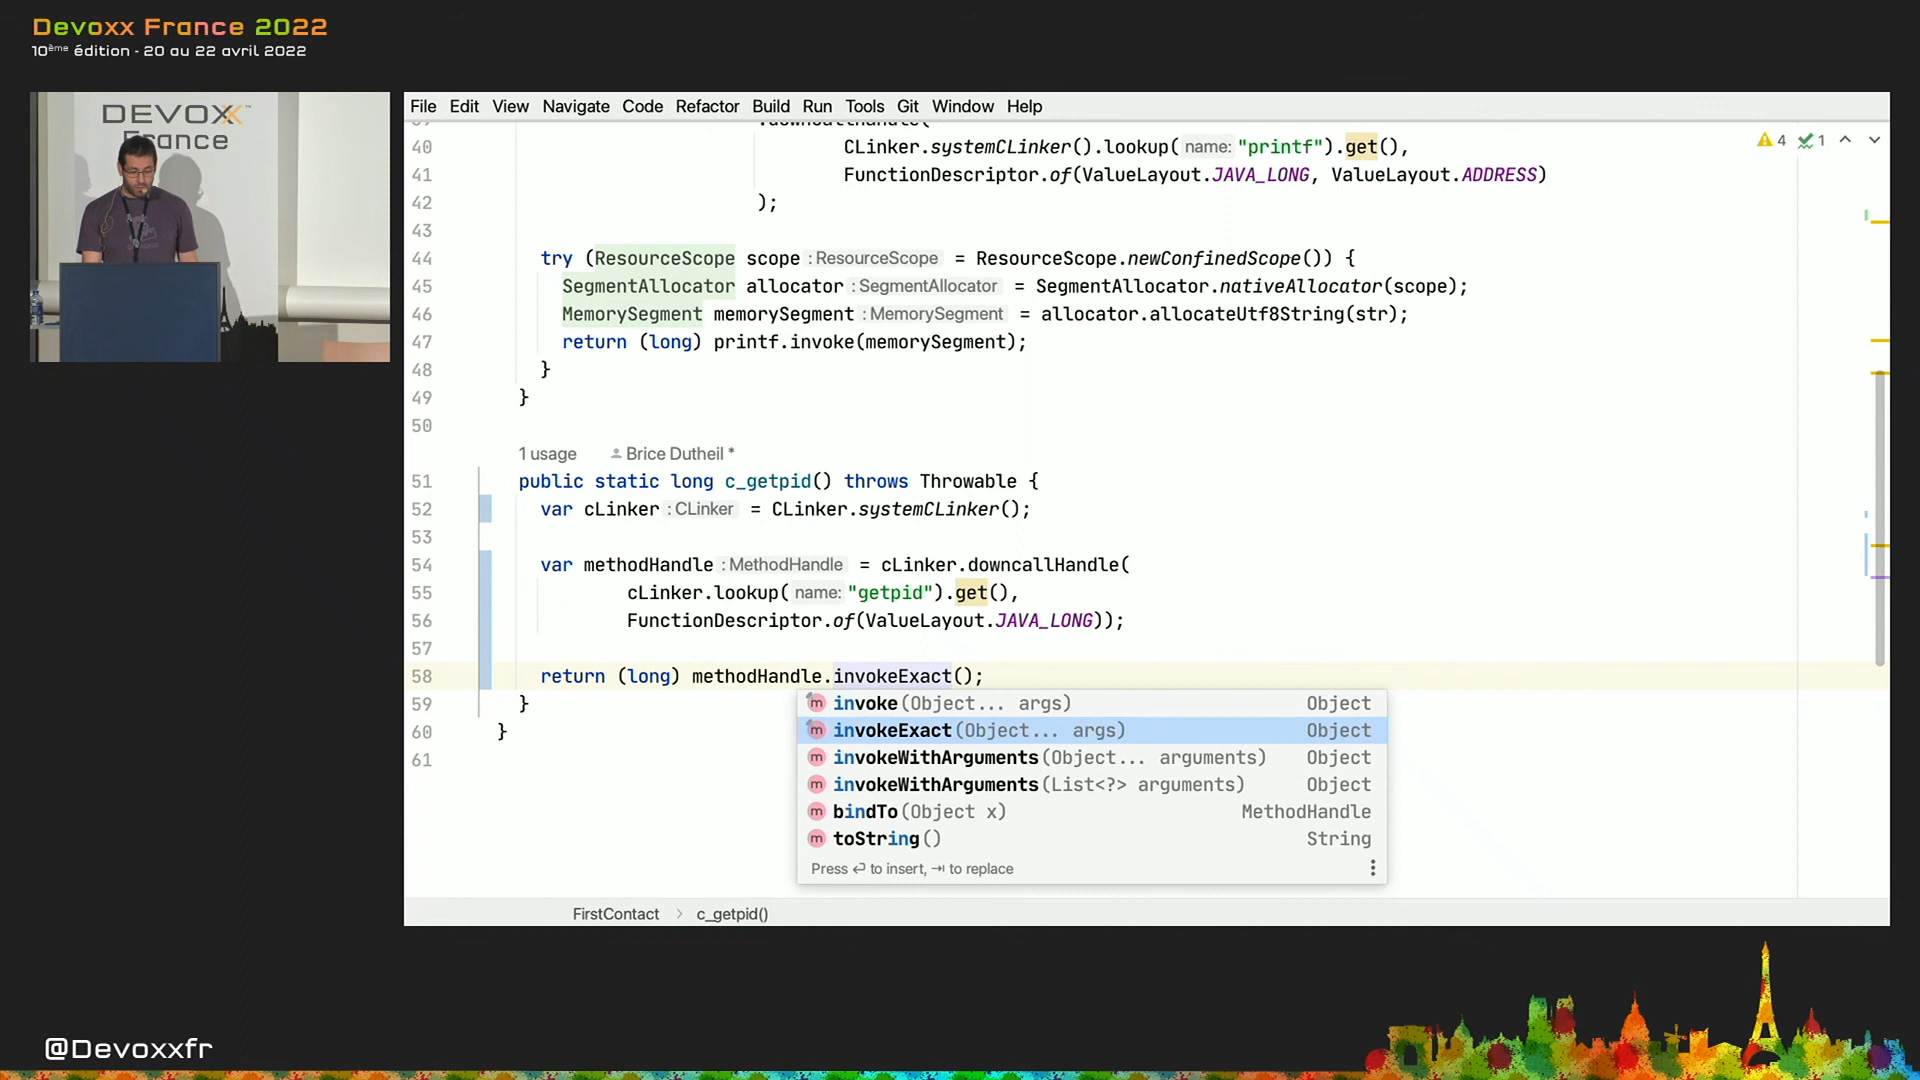 Devoxx France 2022
10ème édition - 20 au 22 avril 2022
DEVOXX™
France
File Edit View Navigate Code Refactor Build Run Tools Git Window Help
39 .downcallHandle(
40 CLinker.systemCLinker().lookup( name: "printf").get(),
4 1
41 FunctionDescriptor.of(ValueLayout.JAVA_LONG, ValueLayout.ADDRESS)
42 );
43
44 try (ResourceScope scope : ResourceScope = ResourceScope.newConfinedScope()) {
45 SegmentAllocator allocator : SegmentAllocator = SegmentAllocator.nativeAllocator(scope);
46 MemorySegment memorySegment : MemorySegment = allocator.allocateUtf8String(str);
47 return (long) printf.invoke(memorySegment);
48 }
49 }
50
1 usage Brice Dutheil *
51 public static long c_getpid() throws Throwable {
52 var cLinker : CLinker = CLinker.systemCLinker();
53
54 var methodHandle : MethodHandle = cLinker.downcallHandle(
55 cLinker.lookup( name: "getpid").get(),
56 FunctionDescriptor.of(ValueLayout.JAVA_LONG));
57
58 return (long) methodHandle.invokeExact();
59 }
60 }
61
m invoke(Object... args) Object
m invokeExact(Object... args) Object
m invokeWithArguments(Object... arguments) Object
m invokeWithArguments(List<?> arguments) Object
m bindTo(Object x) MethodHandle
m toString() String
Press ⏎ to insert, ⇥ to replace
FirstContact > c_getpid()
@Devoxxfr